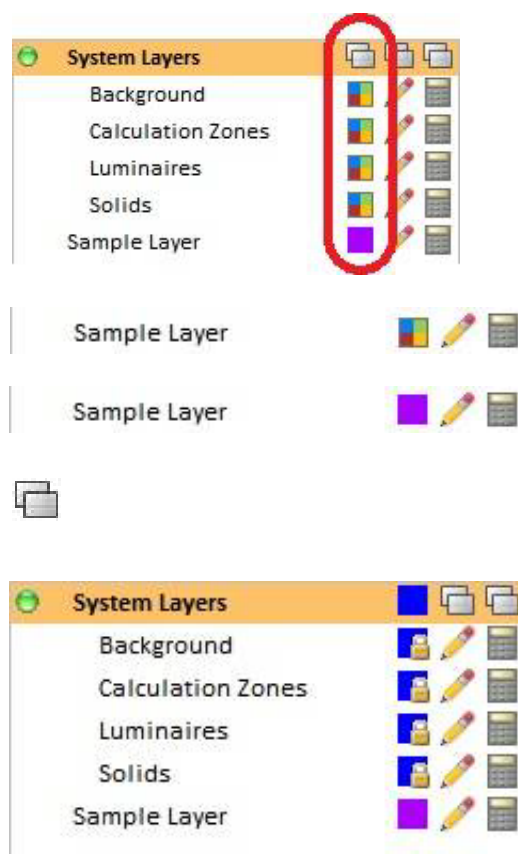 System Layers
Background
Calculation Zones
Luminaires
Solids
Sample Layer
Sample Layer
Sample Layer
System Layers
Background
Calculation Zones
Luminaires
Solids
Sample Layer